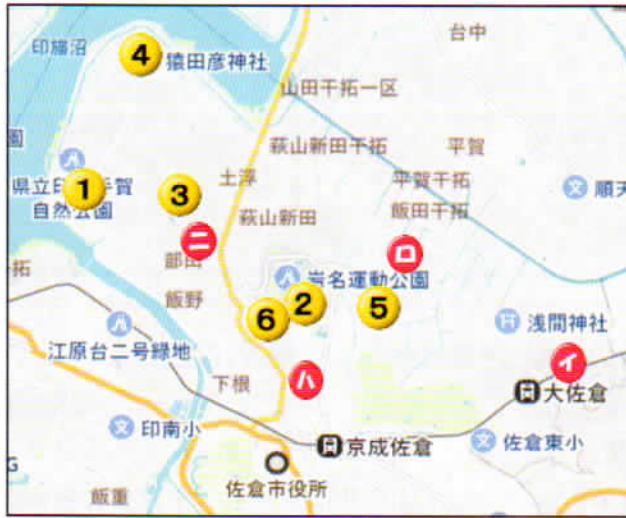 印旛沼
4
猿田彦神社
台中
山田干拓一区
萩山新田干拓
平賀
園
県立印
手賀
自然公園
1
3
土浮
平賀干拓
順天
萩山新田
飯田干拓
ニ
ロ
拓
部田
飯野
岩名運動公園
2
5
6
浅間神社
江原台二号緑地
イ
大佐倉
下根
ハ
印南小
京成佐倉
佐倉東小
G
佐倉市役所
飯重